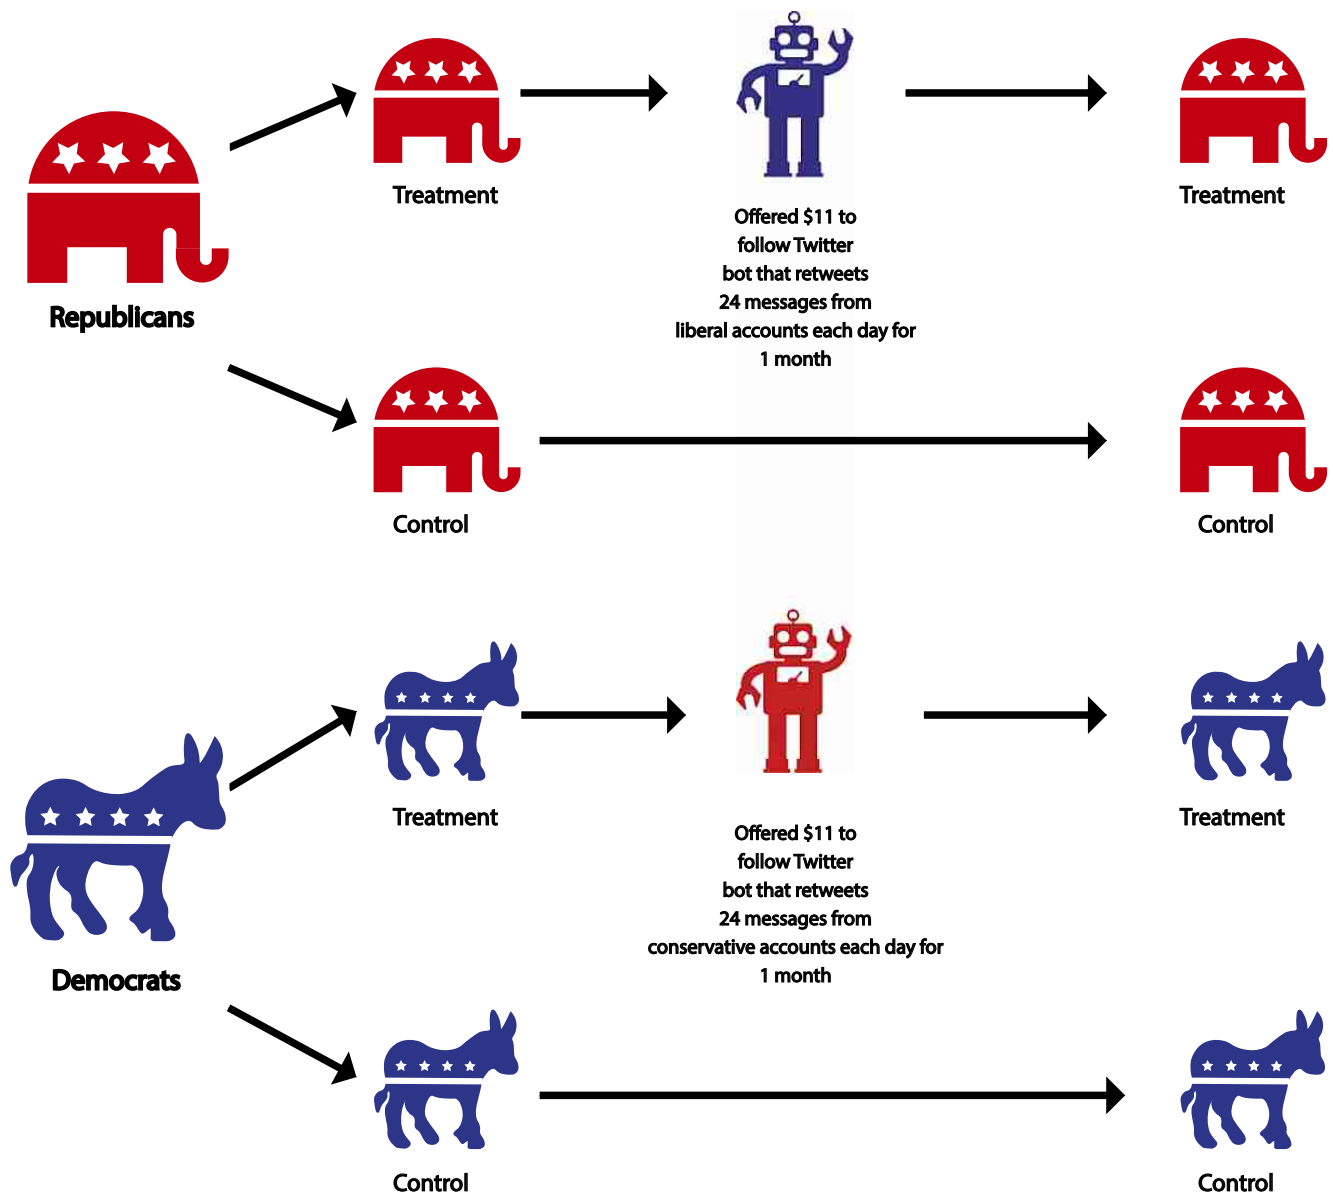 Treatment
Treatment
Offered $11 to
follow Twitter
bot that retweets
24 messages from
liberal accounts each day for
1 month
Republicans
Control
Control
Treatment
Treatment
Offered $11 to
follow Twitter
bot that retweets
24 messages from
conservative accounts each day for
1 month
Democrats
Control
Control